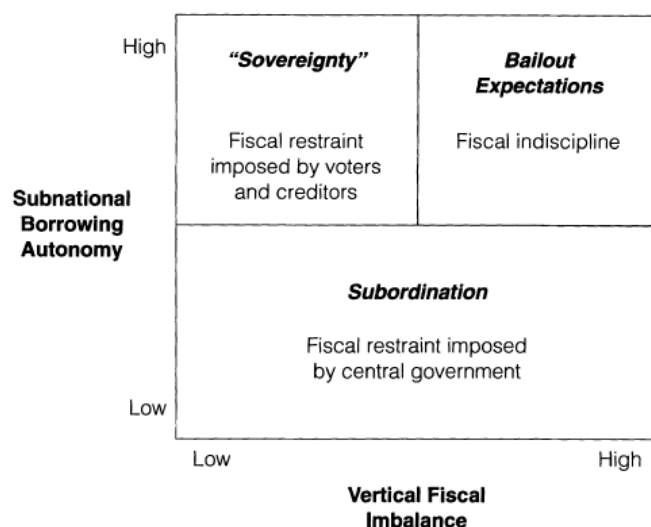 High
“Sovereignty”
Fiscal restraint
imposed by voters
and creditors
Bailout
Expectations
Fiscal indiscipline
Subnational
Borrowing
Autonomy
Subordination
Fiscal restraint imposed
by central government
Low
Low
High
Vertical Fiscal
Imbalance